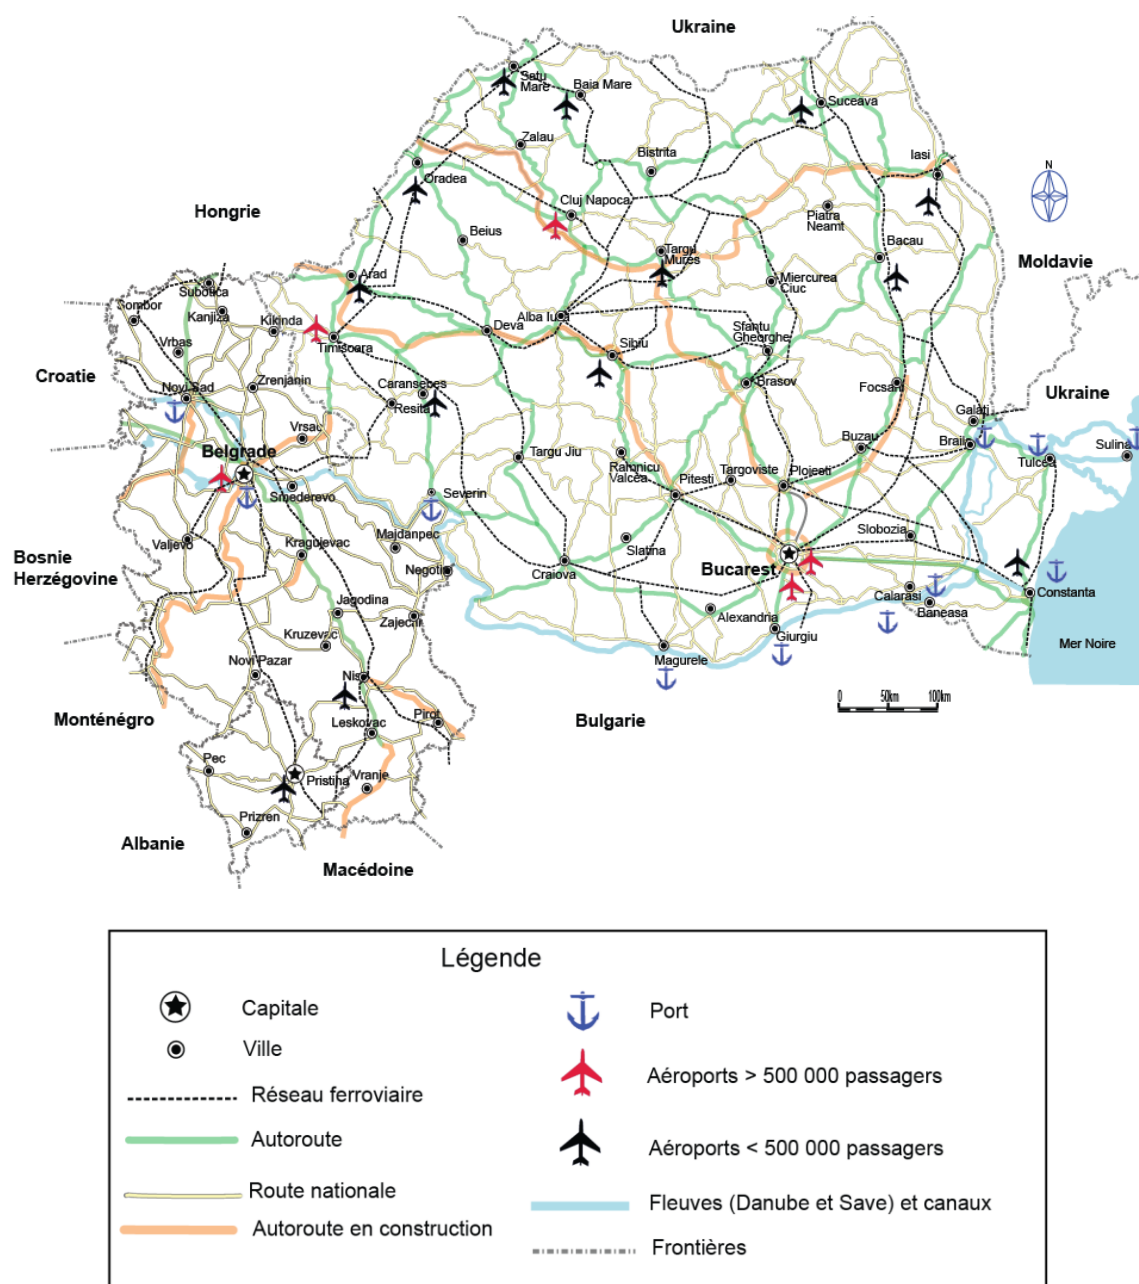 Ukraine
Satu
Mare
Baia Mare
Suceava
Zalau
Bistrita
Iasi
Oradea
N
Hongrie
Cluj Napoca
Piatra
Neamt
Beius
Targu
Mures
Bacau
Moldavie
Arad
Miercurea
Ciuc
Subotica
Sombor
Kanjiza
Kikinda
Alba Iulia
Deva
Sfantu
Gheorghe
Timisoara
Vrbas
Sibiu
Croatie
Novi Sad
Zrenjanin
Caransebes
Resita
Brasov
Focsani
Ukraine
Galati
Vrsac
Belgrade
Buzau
Braila
Sulina
Targu Jiu
Ramnicu
Valcea
Targoviste
Pitesti
Plojesti
Tulcea
Smederevo
Severin
Valjevo
Kragujevac
Majdanpec
Slatina
Slobozia
Bosnie
Herzégovine
Negotin
Craiova
Bucarest
Calarasi
Baneasa
Constanta
Jagodina
Zajecar
Alexandria
Kruzevac
Giurgiu
Mer Noire
Novi Pazar
Magurele
Nis
Monténégro
Pirot
Leskovac
Bulgarie
0 50km 100km
Pec
Pristina
Vranje
Prizren
Albanie
Macédoine
Légende
Capitale
Port
Ville
Aéroports > 500 000 passagers
Réseau ferroviaire
Autoroute
Aéroports < 500 000 passagers
Route nationale
Fleuves (Danube et Save) et canaux
Autoroute en construction
Frontières